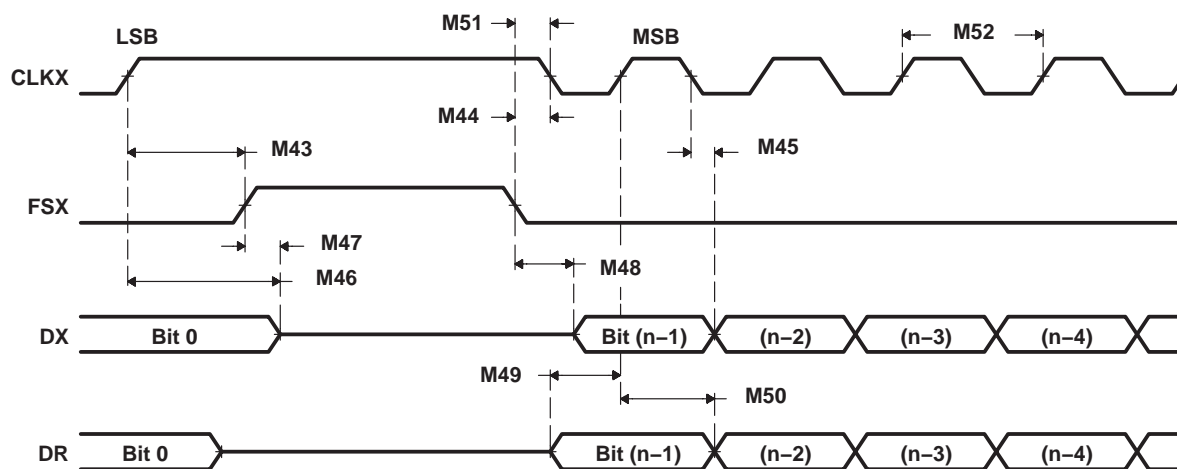 M51
LSB
MSB
M52
CLKX
M44
M43
M45
FSX
M47
M48
M46
DX
Bit 0
Bit (n−1)
(n−2)
(n−3)
(n−4)
M49
M50
DR
Bit 0
Bit (n−1)
(n−2)
(n−3)
(n−4)